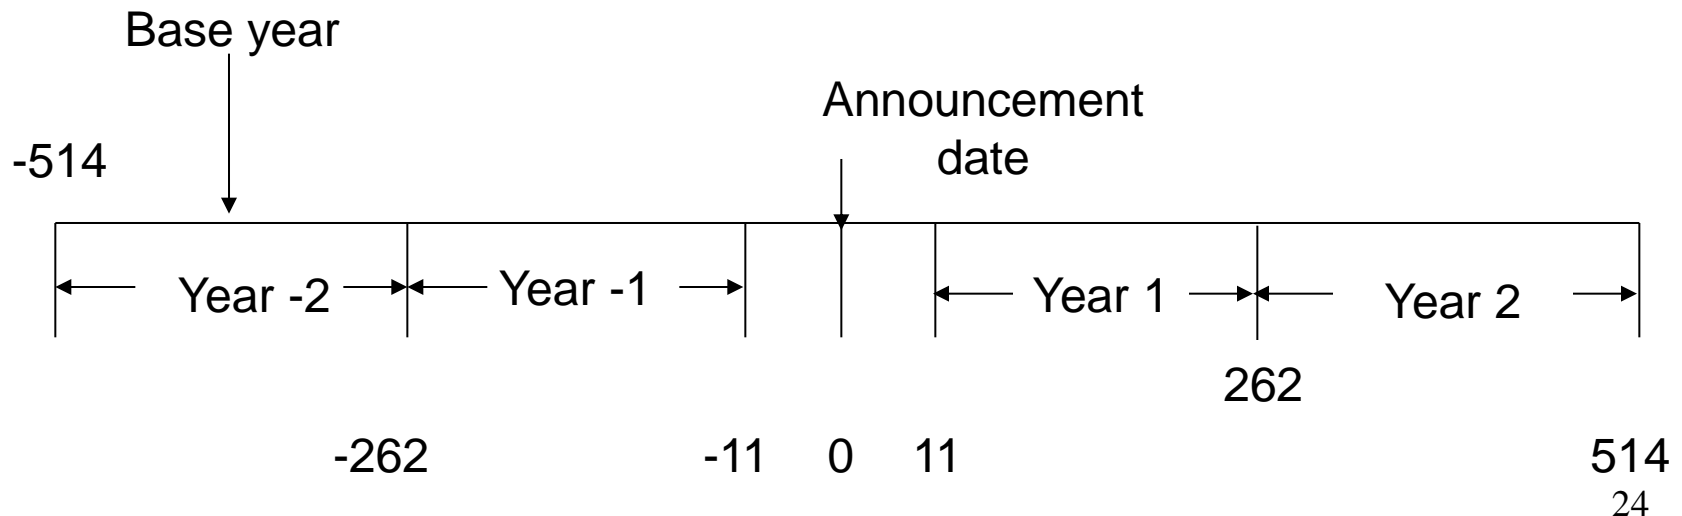 Base year
Announcement
date
-514
Year -2
Year -1
Year 1
Year 2
262
-262
-11
0
11
514
24